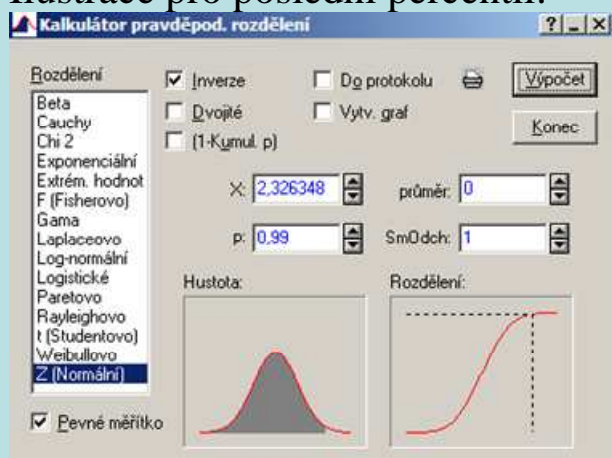 Ilustrace pro poslední percentil:
Kalkulátor pravděpod. rozdělení
Rozdělení
Beta
Cauchy
Chi 2
Exponenciální
Extrém. hodnot
F (Fisherovo)
Gama
Laplaceovo
Log-normální
Logistické
Paretovo
Rayleighovo
t (Studentovo)
Weibullovo
Z (Normální)
Pevné měřítko
Inverze
Dvojité
(1-Kumul. p)
Do protokolu
Vytv. graf
Výpočet
Konec
X: 2,326348
průměr: 0
p: 0,99
SmOdch: 1
Hustota:
Rozdělení: